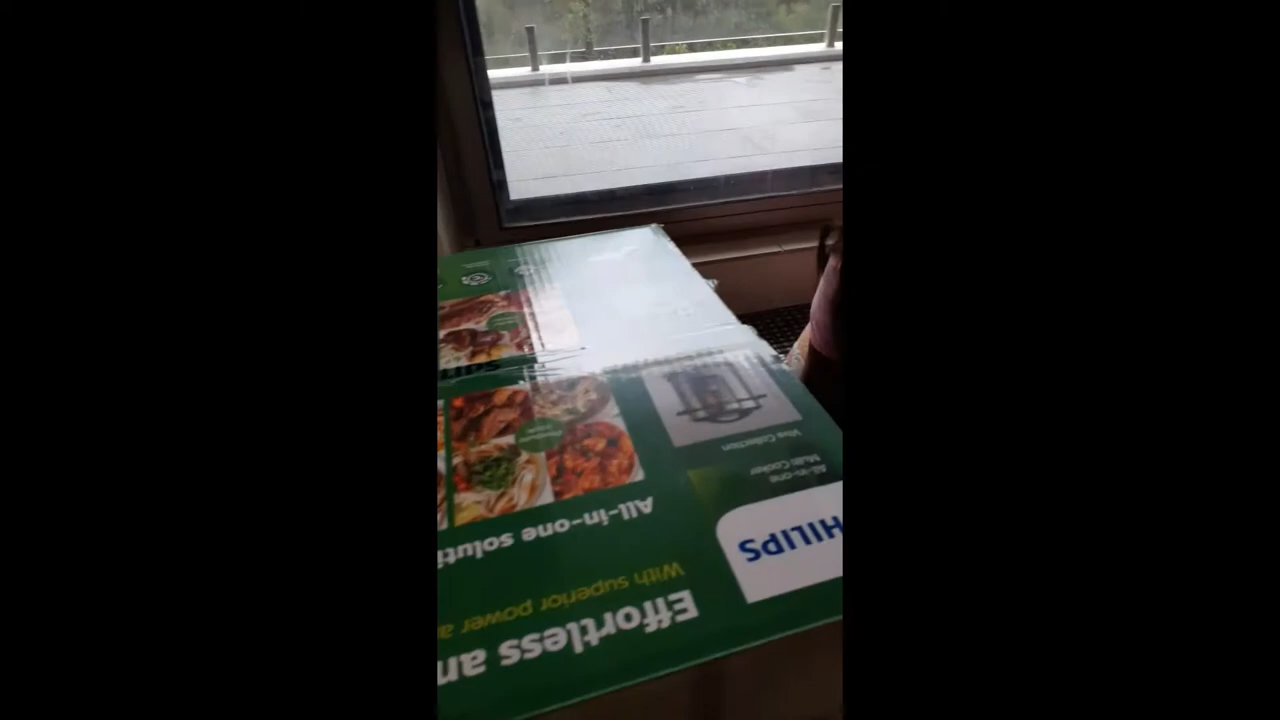 Effortless an
With superior power a
All-in-one soluti
PHILIPS
All-in-one
Multi Cooker
Viva Collection